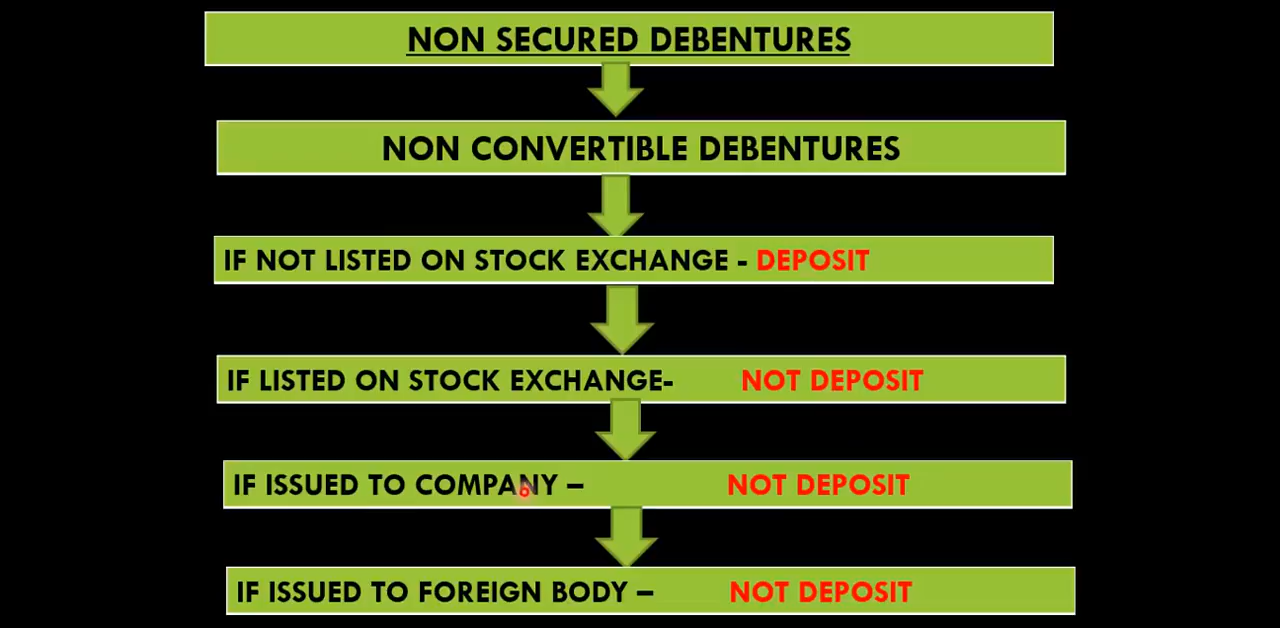 NON SECURED DEBENTURES
NON CONVERTIBLE DEBENTURES
IF NOT LISTED ON STOCK EXCHANGE - DEPOSIT
IF LISTED ON STOCK EXCHANGE- NOT DEPOSIT
IF ISSUED TO COMPANY – NOT DEPOSIT
IF ISSUED TO FOREIGN BODY – NOT DEPOSIT